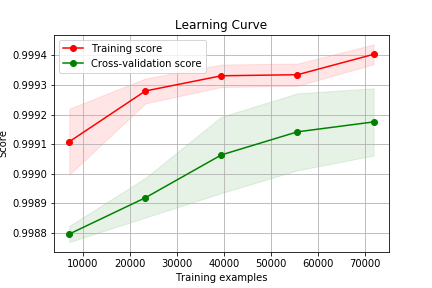 Learning Curve
Training score
Cross-validation score
0.9994
0.9993
0.9992
0.9991
0.9990
0.9989
0.9988
Score
10000 20000 30000 40000 50000 60000 70000
Training examples